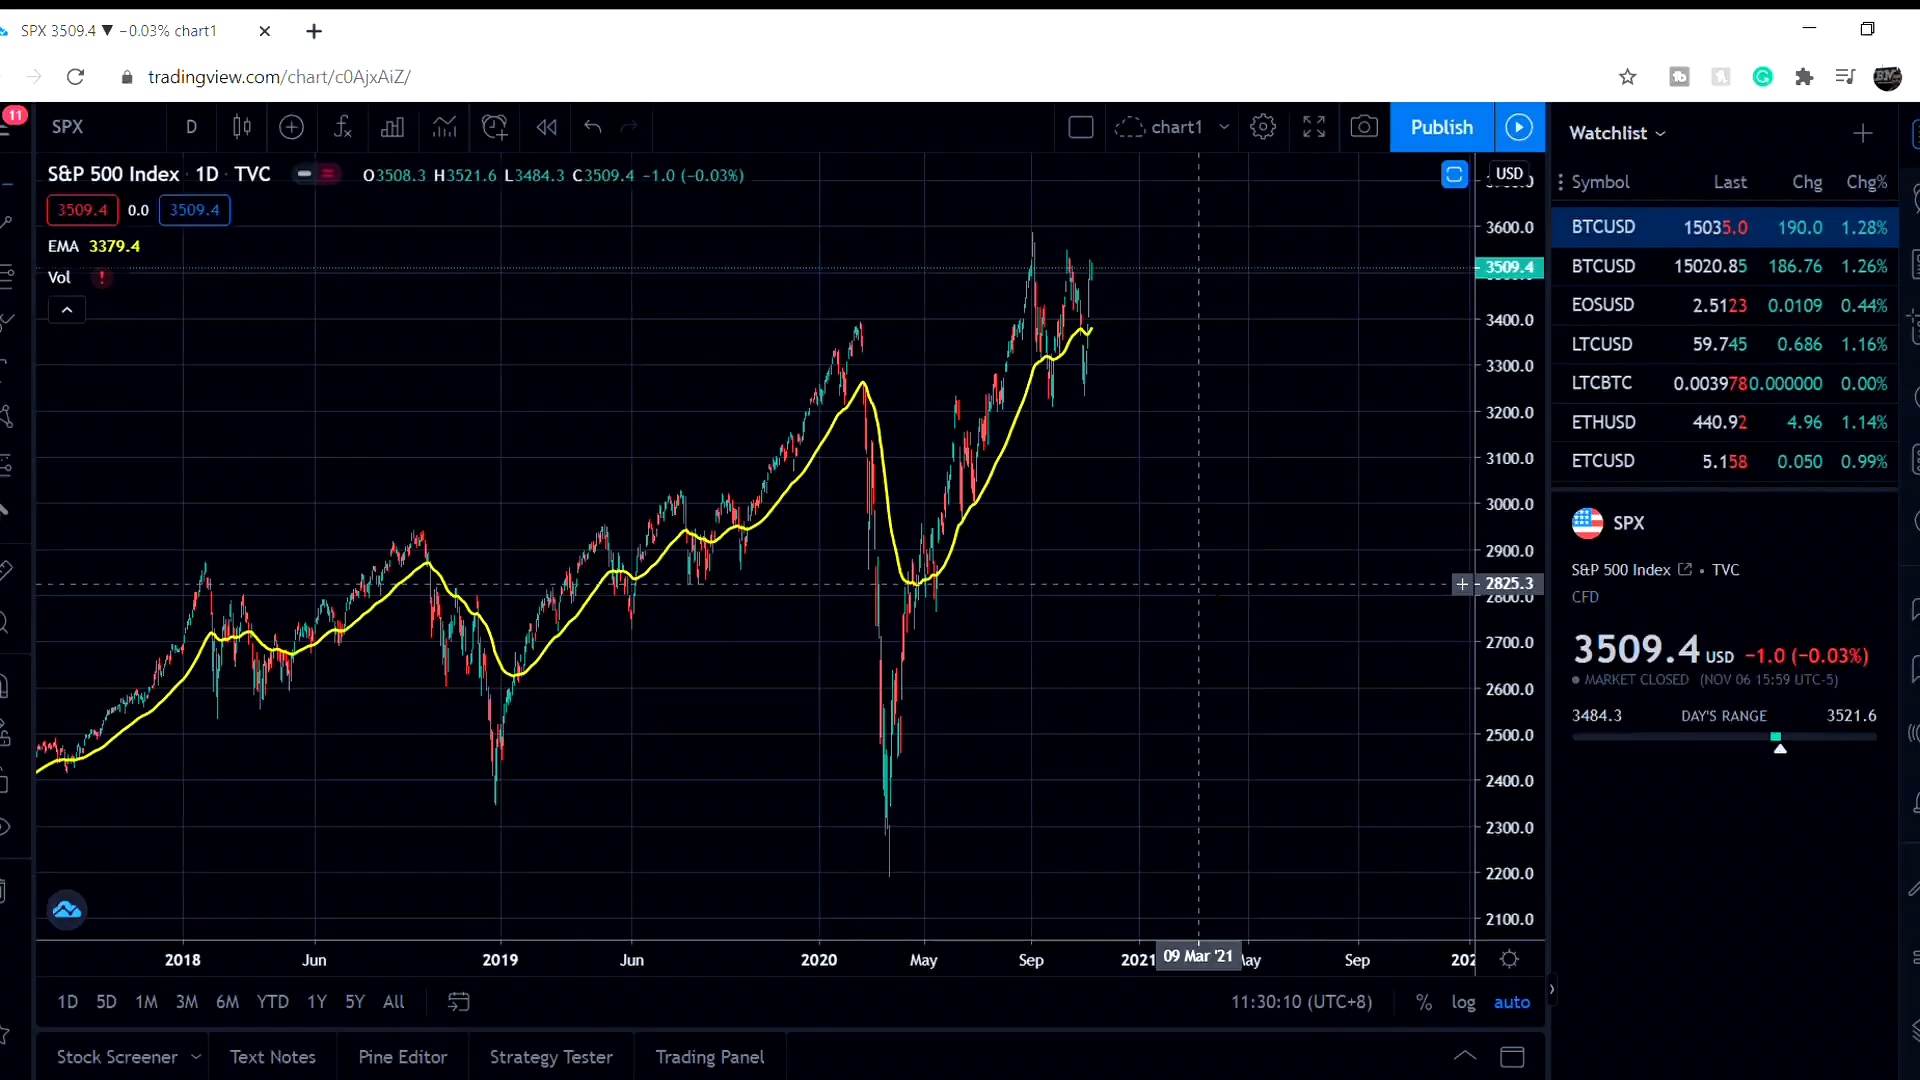 SPX 3509.4 ▼ −0.03% chart1
tradingview.com/chart/c0AjxAiZ/
11
SPX D chart1 Publish
S&P 500 Index · 1D · TVC O3508.3 H3521.6 L3484.3 C3509.4 −1.0 (−0.03%)
3509.4 0.0 3509.4
EMA 3379.4
Vol !
USD
3600.0
3509.4
3400.0
3300.0
3200.0
3100.0
3000.0
2900.0
2825.3
2800.0
2700.0
2600.0
2500.0
2400.0
2300.0
2200.0
2100.0
2018 Jun 2019 Jun 2020 May Sep 2021 09 Mar '21 Sep
1D 5D 1M 3M 6M YTD 1Y 5Y All 11:30:10 (UTC+8) % log auto
Stock Screener Text Notes Pine Editor Strategy Tester Trading Panel
Watchlist
Symbol Last Chg Chg%
BTCUSD 15035.0 190.0 1.28%
BTCUSD 15020.85 186.76 1.26%
EOSUSD 2.5123 0.0109 0.44%
LTCUSD 59.745 0.686 1.16%
LTCBTC 0.003978 0.000000 0.00%
ETHUSD 440.92 4.96 1.14%
ETCUSD 5.158 0.050 0.99%
SPX
S&P 500 Index • TVC
CFD
3509.4 USD −1.0 (−0.03%)
MARKET CLOSED (NOV 06 15:59 UTC-5)
3484.3 DAY'S RANGE 3521.6